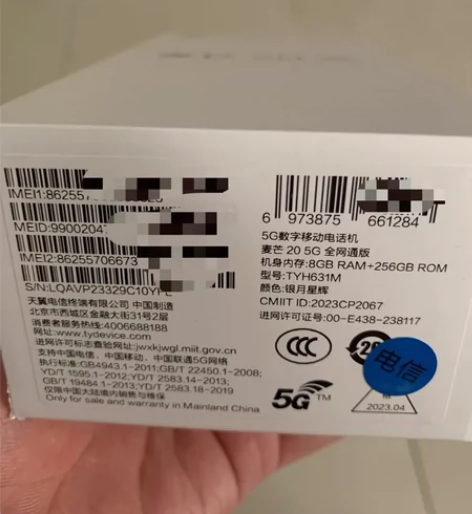 IMEI1:86255
MEID:9900204
IMEI2:86255706673
S/N:LQAVP23329C10YFL
天翼电信终端有限公司 中国制造
北京市西城区金融大街31号2层
服务支持电话:4006688188
网址:www.tydevice.com
进网许可标志查验网址:jwxkjwgl.miit.gov.cn
支持中国电信、中国移动、中国联通5G网络
执行标准:GB4943.1-2011;GB/T 22450.1-2008;
YD/T 1595.1-2012;YD/T 2583.14-2013;
GB/T 19484.1-2013;YD/T 2583.18-2019
仅限中国大陆境内销售与维保
Only for sale and warranty in Mainland China
6 973875 661284
5G数字移动电话机
麦芒 20 5G 全网通版
机身内存:8GB RAM+256GB ROM
型号:TYH631M
颜色:银月星辉
CMIIT ID:2023CP2067
进网许可证号:00-E438-238117
CCC
20
电信
5G TM
2023.04